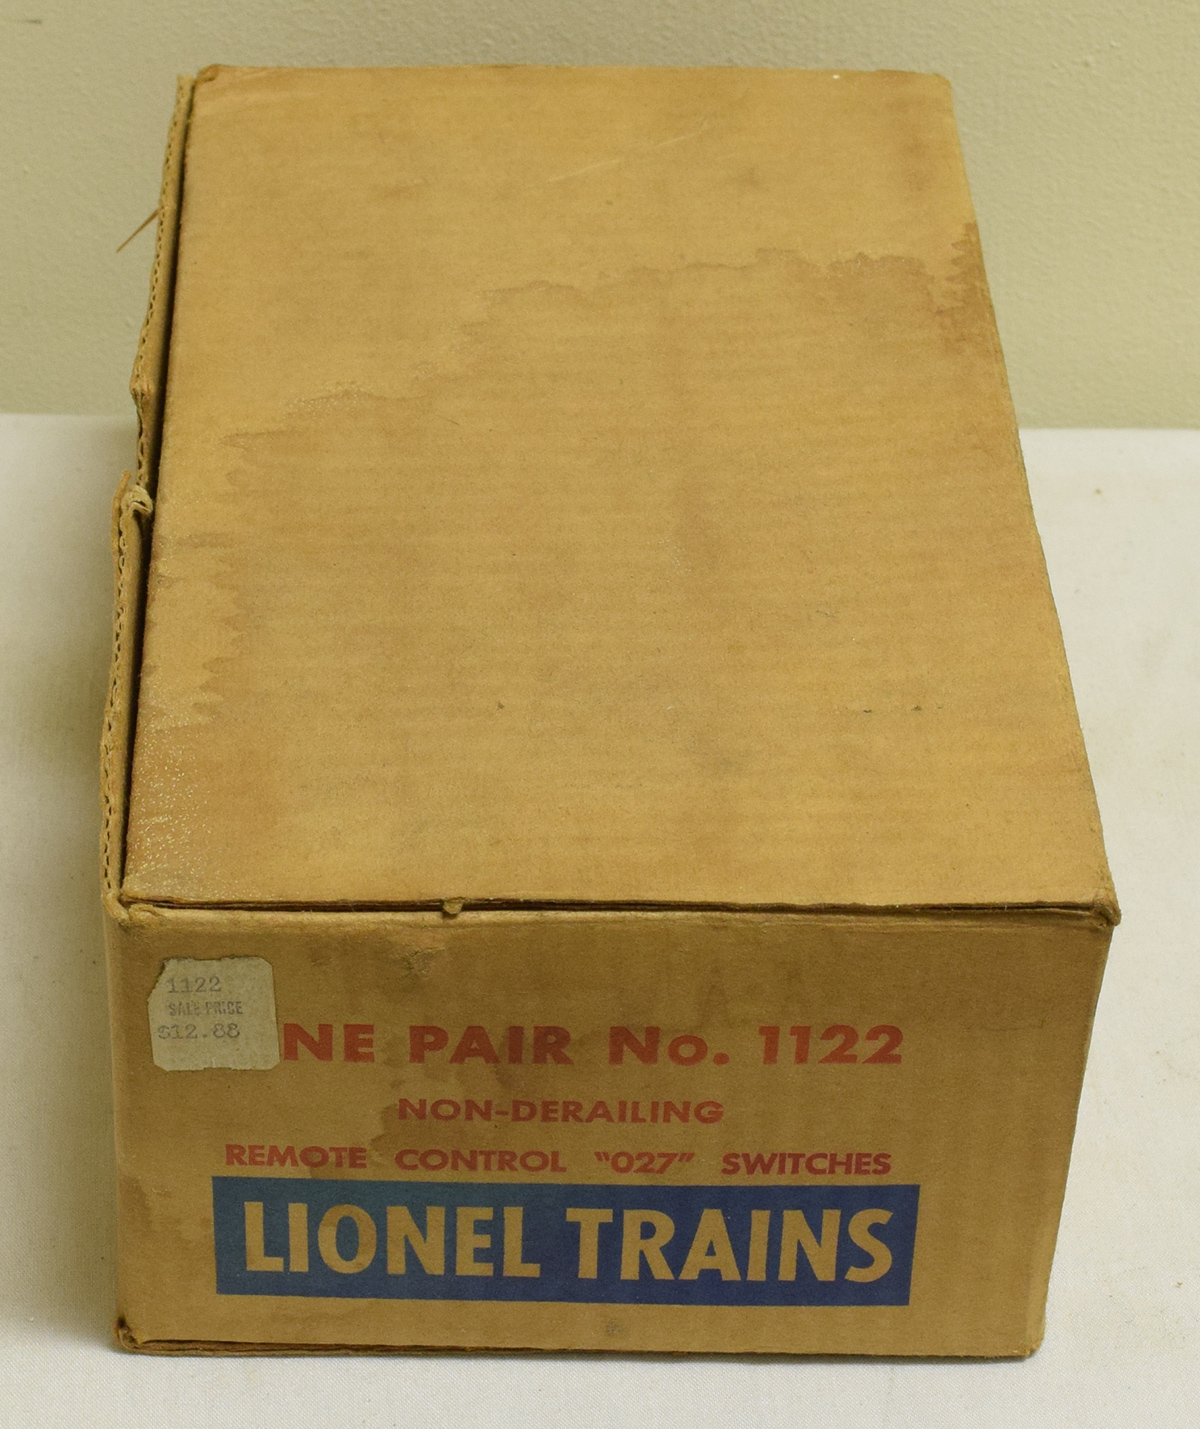 1122
SALE PRICE
$12.88
NE PAIR No. 1122
NON-DERAILING
REMOTE CONTROL "027" SWITCHES
LIONEL TRAINS